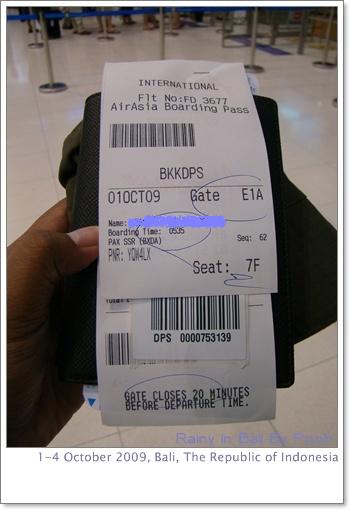 INTERNATIONAL
Flt No:FD 3677
AirAsia Boarding Pass
BKKDPS
01OCT09 Gate E1A
Name:
Boarding Time: 0535
PAX SSR (BXDA)
Seq: 62
PNR: YQW4LX
Seat: 7F
DPS 0000753139
GATE CLOSES 20 MINUTES
BEFORE DEPARTURE TIME.
Rainy in Bali By
1-4 October 2009, Bali, The Republic of Indonesia